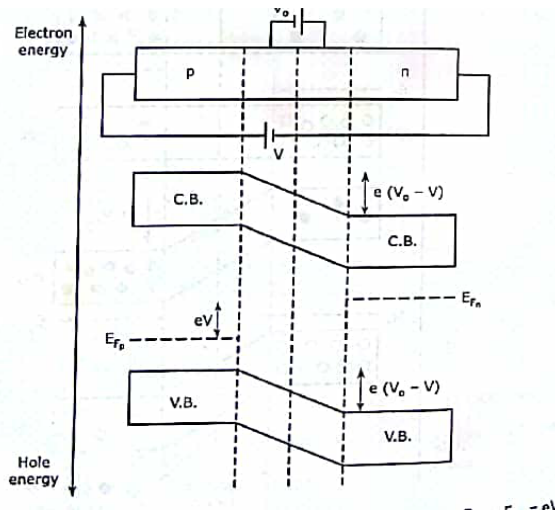 V₀
Electron
energy
p
n
V
C.B.
e (V₀ – V)
C.B.
E_Fn
eV
E_Fp
V.B.
e (V₀ – V)
V.B.
Hole
energy